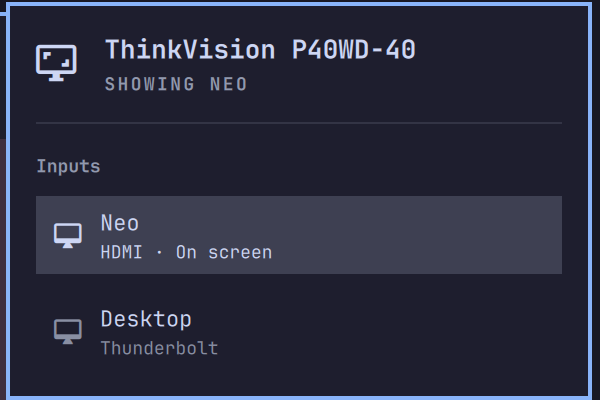 ThinkVision P40WD-40
SHOWING NEO
Inputs
Neo
HDMI · On screen
Desktop
Thunderbolt